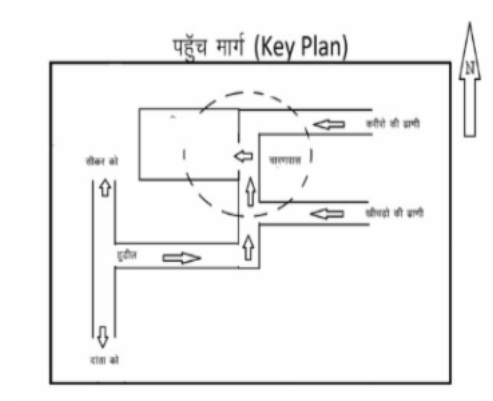 पहुँच मार्ग (Key Plan)
N
करीरो की ढाणी
सीकर को
चारणवास
खीचडो की ढाणी
दुदील
दांता को